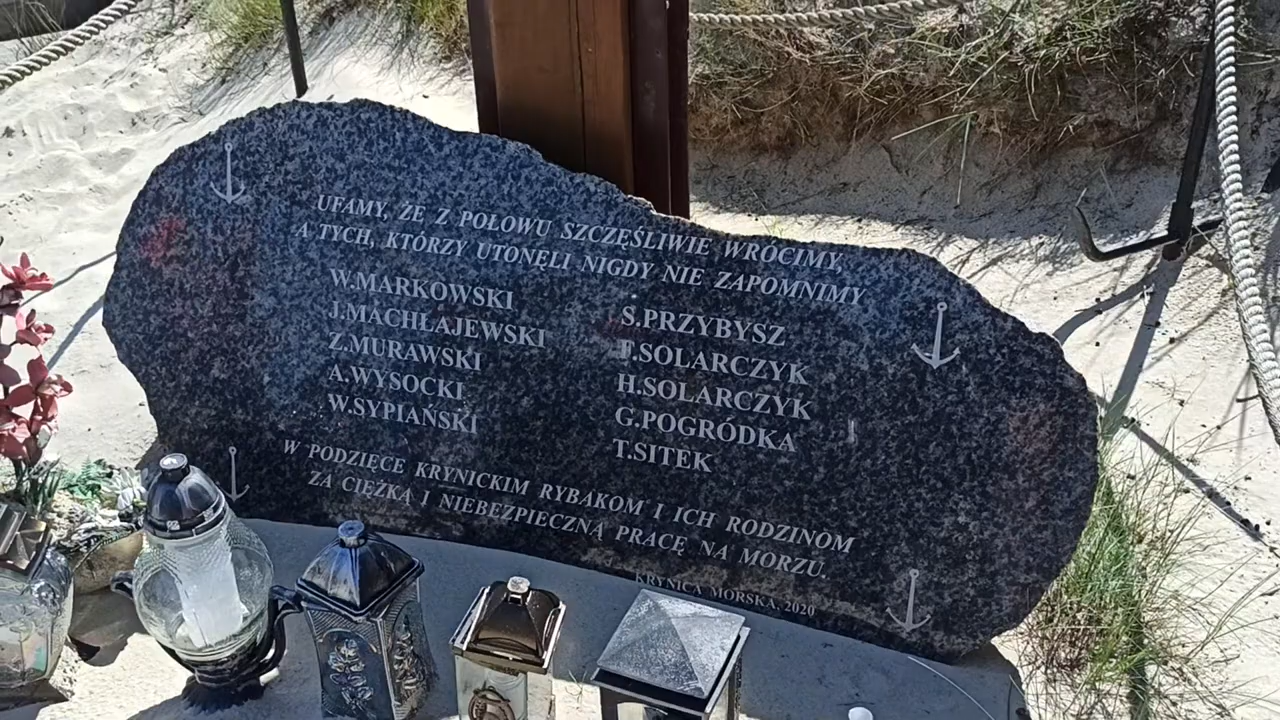 UFAMY, ŻE Z POŁOWU SZCZĘŚLIWIE WRÓCIMY,
A TYCH, KTÓRZY UTONĘLI NIGDY NIE ZAPOMNIMY
W.MARKOWSKI
J.MACHLAJEWSKI
Z.MURAWSKI
A.WYSOCKI
W.SYPIAŃSKI
S.PRZYBYSZ
F.SOLARCZYK
H.SOLARCZYK
G.POGRÓDKA
T.SITEK
W PODZIĘCE KRYNICKIM RYBAKOM I ICH RODZINOM
ZA CIĘŻKĄ I NIEBEZPIECZNĄ PRACĘ NA MORZU.
KRYNICA MORSKA, 2020